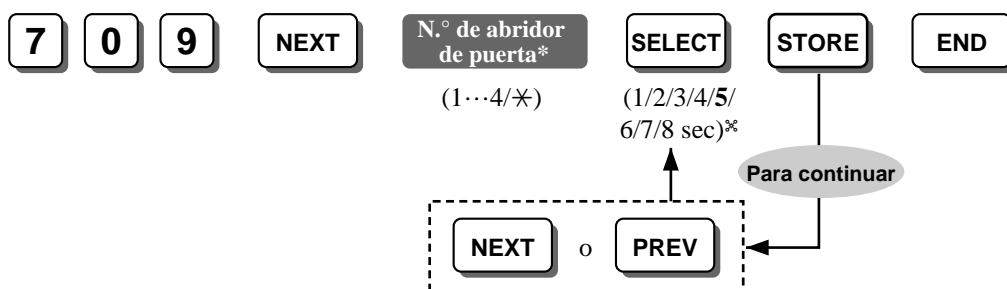 7 0 9 NEXT N.° de abridor de puerta* SELECT STORE END
(1···4/✳) (1/2/3/4/5/
6/7/8 sec)⌘
Para continuar
NEXT o PREV